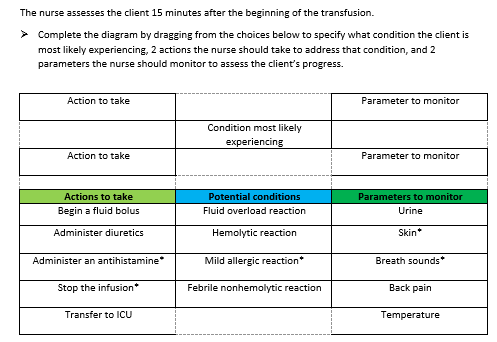 The nurse assesses the client 15 minutes after the beginning of the transfusion.
➤ Complete the diagram by dragging from the choices below to specify what condition the client is
most likely experiencing, 2 actions the nurse should take to address that condition, and 2
parameters the nurse should monitor to assess the client's progress.
Action to take Parameter to monitor
Condition most likely
experiencing
Action to take Parameter to monitor
Actions to take Potential conditions Parameters to monitor
Begin a fluid bolus Fluid overload reaction Urine
Administer diuretics Hemolytic reaction Skin*
Administer an antihistamine* Mild allergic reaction* Breath sounds*
Stop the infusion* Febrile nonhemolytic reaction Back pain
Transfer to ICU Temperature